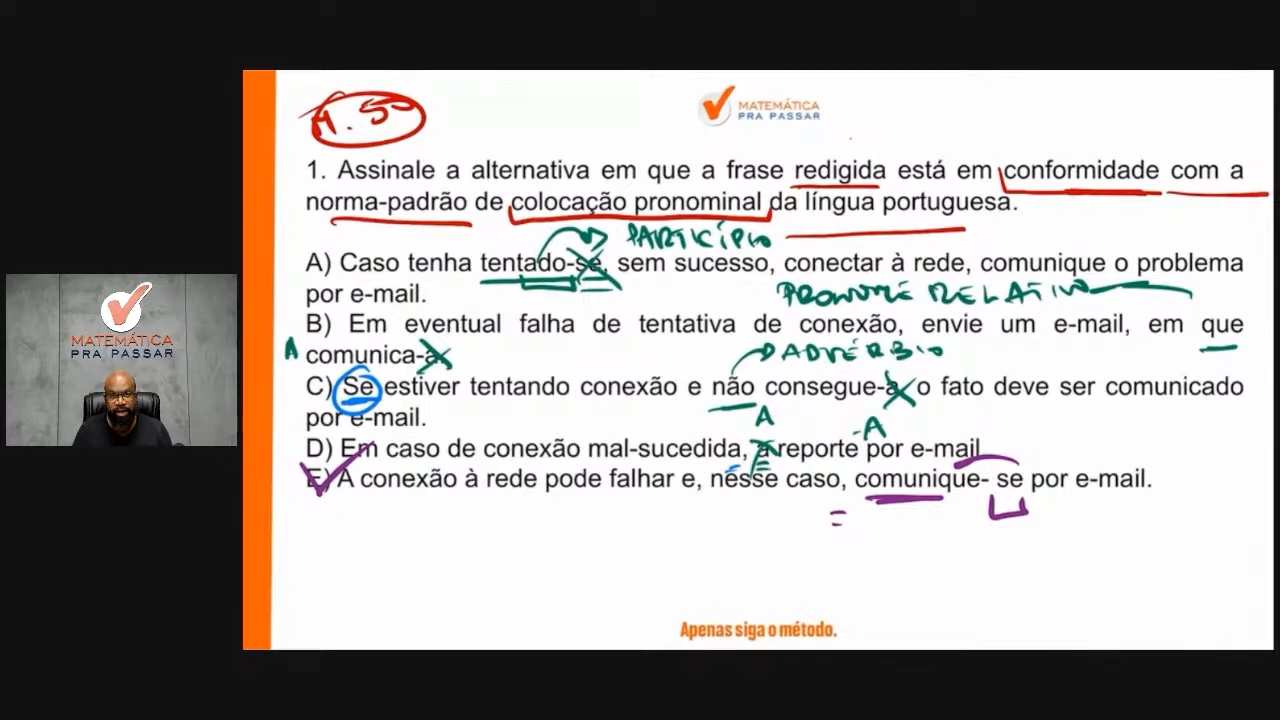 A. 50
MATEMÁTICA
PRA PASSAR
1. Assinale a alternativa em que a frase redigida está em conformidade com a
norma-padrão de colocação pronominal da língua portuguesa.
PARTICÍPIO
A) Caso tenha tentado-se, sem sucesso, conectar à rede, comunique o problema
por e-mail.
PRONOME RELATIVO
B) Em eventual falha de tentativa de conexão, envie um e-mail, em que
A comunica-a.
ADVÉRBIO
C) Se estiver tentando conexão e não consegue-a o fato deve ser comunicado
por e-mail.
A
-A
D) Em caso de conexão mal-sucedida, a reporte por e-mail
E
E) A conexão à rede pode falhar e, nesse caso, comunique- se por e-mail.
MATEMÁTICA
PRA PASSAR
Apenas siga o método.